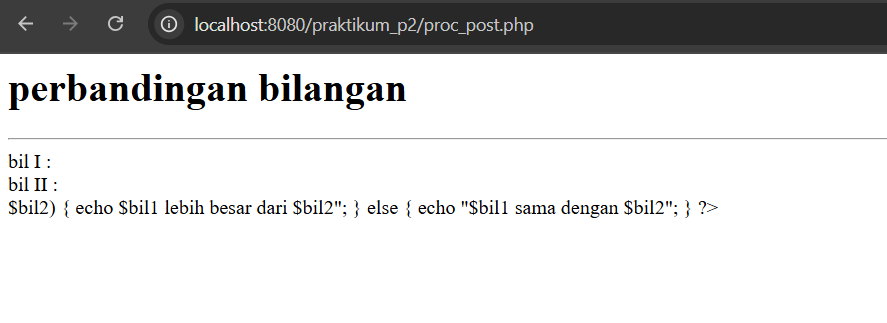 localhost:8080/praktikum_p2/proc_post.php
perbandingan bilangan
bil I :
bil II :
$bil2) { echo $bil1 lebih besar dari $bil2"; } else { echo "$bil1 sama dengan $bil2"; } ?>